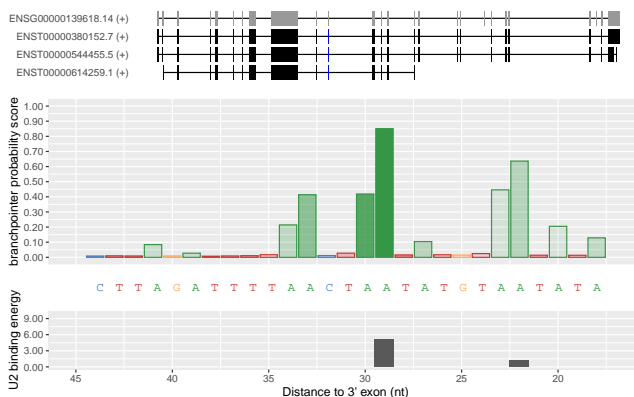 ENSG00000139618.14 (+)
ENST00000380152.7 (+)
ENST00000544455.5 (+)
ENST00000614259.1 (+)
branchpointer probability score
1.00
0.90
0.80
0.70
0.60
0.50
0.40
0.30
0.20
0.10
0.00
C T T A G A T T T T A A C T A A T A T G T A A T A T A
U2 binding energy
9.00
6.00
3.00
0.00
45 40 35 30 25 20
Distance to 3' exon (nt)